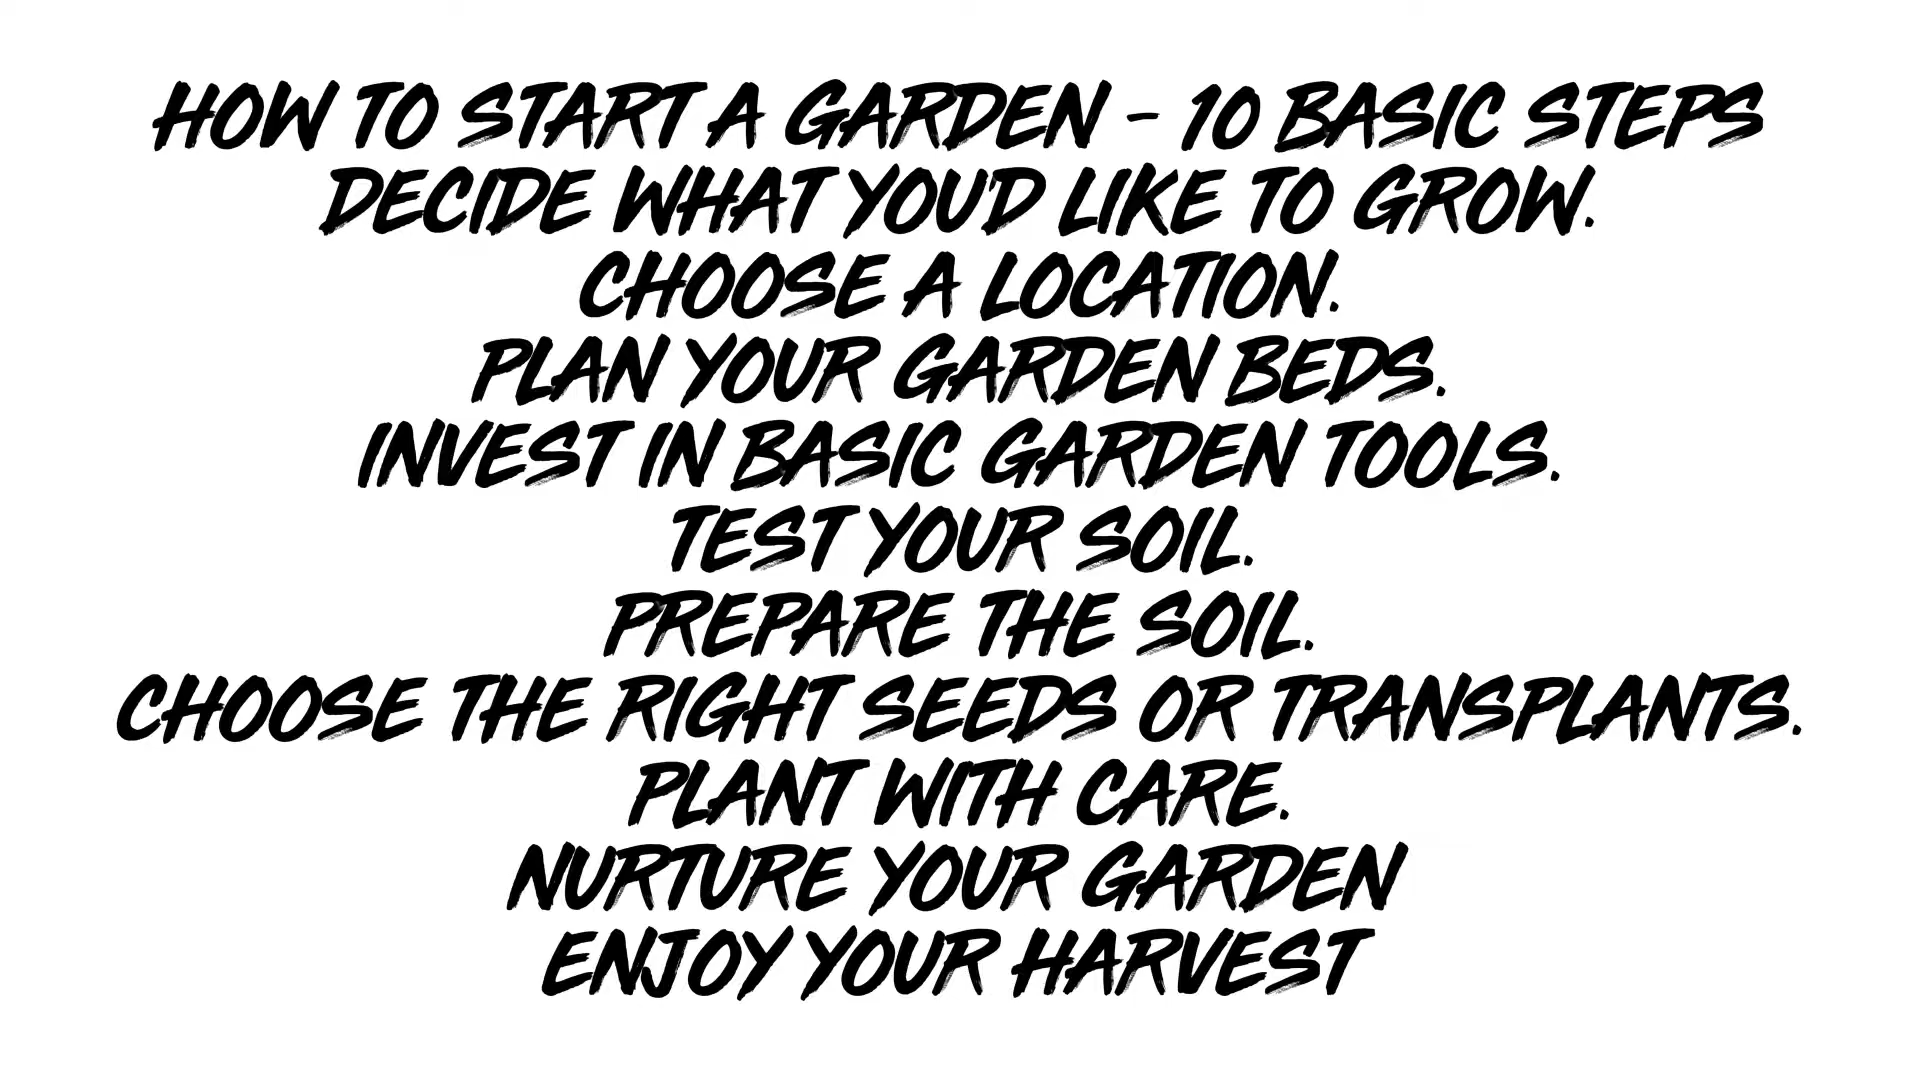 HOW TO START A GARDEN - 10 BASIC STEPS
DECIDE WHAT YOU'D LIKE TO GROW.
CHOOSE A LOCATION.
PLAN YOUR GARDEN BEDS.
INVEST IN BASIC GARDEN TOOLS.
TEST YOUR SOIL.
PREPARE THE SOIL.
CHOOSE THE RIGHT SEEDS OR TRANSPLANTS.
PLANT WITH CARE.
NURTURE YOUR GARDEN
ENJOY YOUR HARVEST